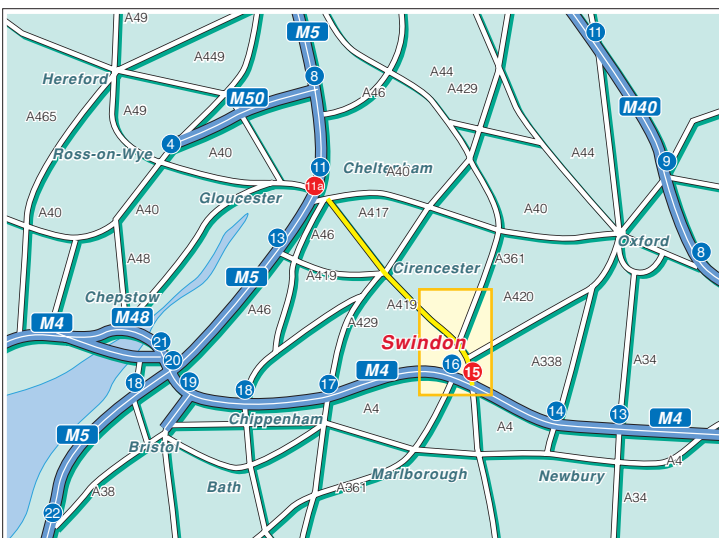 A49
M5
11
A449
A44
Hereford
8
A46
A429
M50
A465
A49
M40
4
Ross-on-Wye
A40
11
Cheltenham
A40
A44
9
11a
Gloucester
A40
A40
A417
A40
13
A46
Oxford
A48
A419
Cirencester
A361
8
M5
Chepstow
A46
A419
A420
M4
M48
A429
21
Swindon
20
16
15
A338
A34
18
19
18
17
M4
14
13
M4
A4
Chippenham
A4
M5
Bristol
A4
Marlborough
Newbury
Bath
A361
A38
A34
22